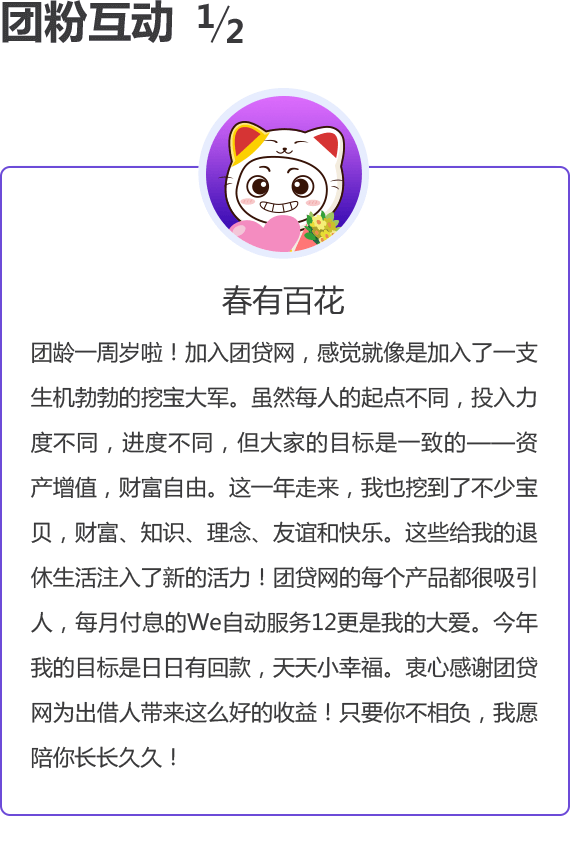 团粉互动 1/2
春有百花
团龄一周岁啦！加入团贷网，感觉就像是加入了一支
生机勃勃的挖宝大军。虽然每人的起点不同，投入力
度不同，进度不同，但大家的目标是一致的——资
产增值，财富自由。这一年走来，我也挖到了不少宝
贝，财富、知识、理念、友谊和快乐。这些给我的退
休生活注入了新的活力！团贷网的每个产品都很吸引
人，每月付息的We自动服务12更是我的大爱。今年
我的目标是日日有回款，天天小幸福。衷心感谢团贷
网为出借人带来这么好的收益！只要你不相负，我愿
陪你长长久久！